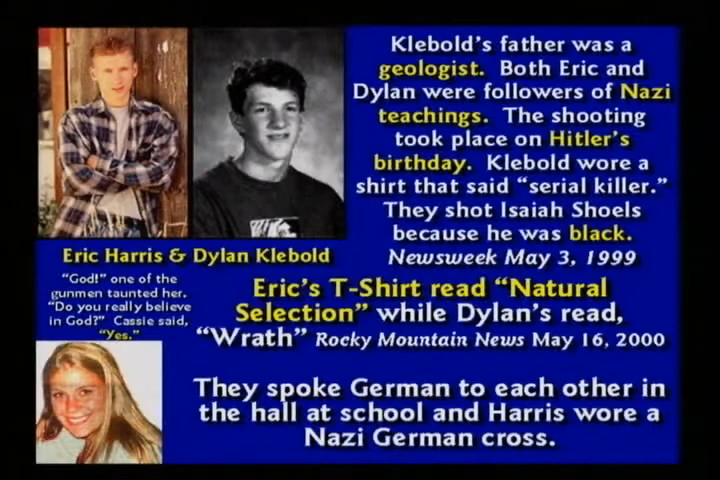 Klebold's father was a
geologist. Both Eric and
Dylan were followers of Nazi
teachings. The shooting
took place on Hitler's
birthday. Klebold wore a
shirt that said "serial killer."
They shot Isaiah Shoels
because he was black.
Newsweek May 3, 1999
Eric Harris & Dylan Klebold
"God!" one of the
gunmen taunted her.
"Do you really believe
in God?" Cassie said,
"Yes."
Eric's T-Shirt read "Natural
Selection" while Dylan's read,
"Wrath" Rocky Mountain News May 16, 2000
They spoke German to each other in
the hall at school and Harris wore a
Nazi German cross.